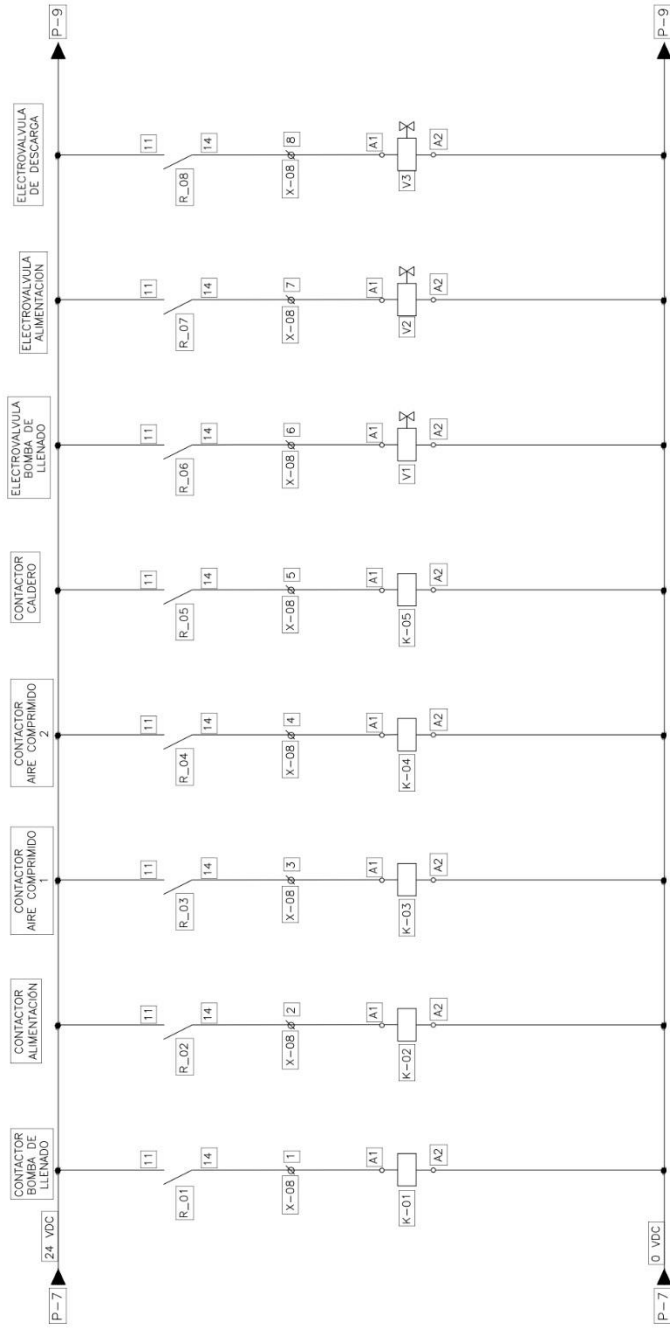 P-7
24 VDC
P-9
CONTACTOR
BOMBA DE
LLENADO
CONTACTOR
ALIMENTACIÓN
CONTACTOR
AIRE COMPRIMIDO
1
CONTACTOR
AIRE COMPRIMIDO
2
CONTACTOR
CALDERO
ELECTROVALVULA
BOMBA DE
LLENADO
ELECTROVALVULA
ALIMENTACION
ELECTROVALVULA
DE DESCARGA
11
11
11
11
11
11
11
11
R_01
14
R_02
14
R_03
14
R_04
14
R_05
14
R_06
14
R_07
14
R_08
14
X-08 1
X-08 2
X-08 3
X-08 4
X-08 5
X-08 6
X-08 7
X-08 8
A1
A1
A1
A1
A1
A1
A1
A1
K-01
K-02
K-03
K-04
K-05
V1
V2
V3
A2
A2
A2
A2
A2
A2
A2
A2
P-7
0 VDC
P-9